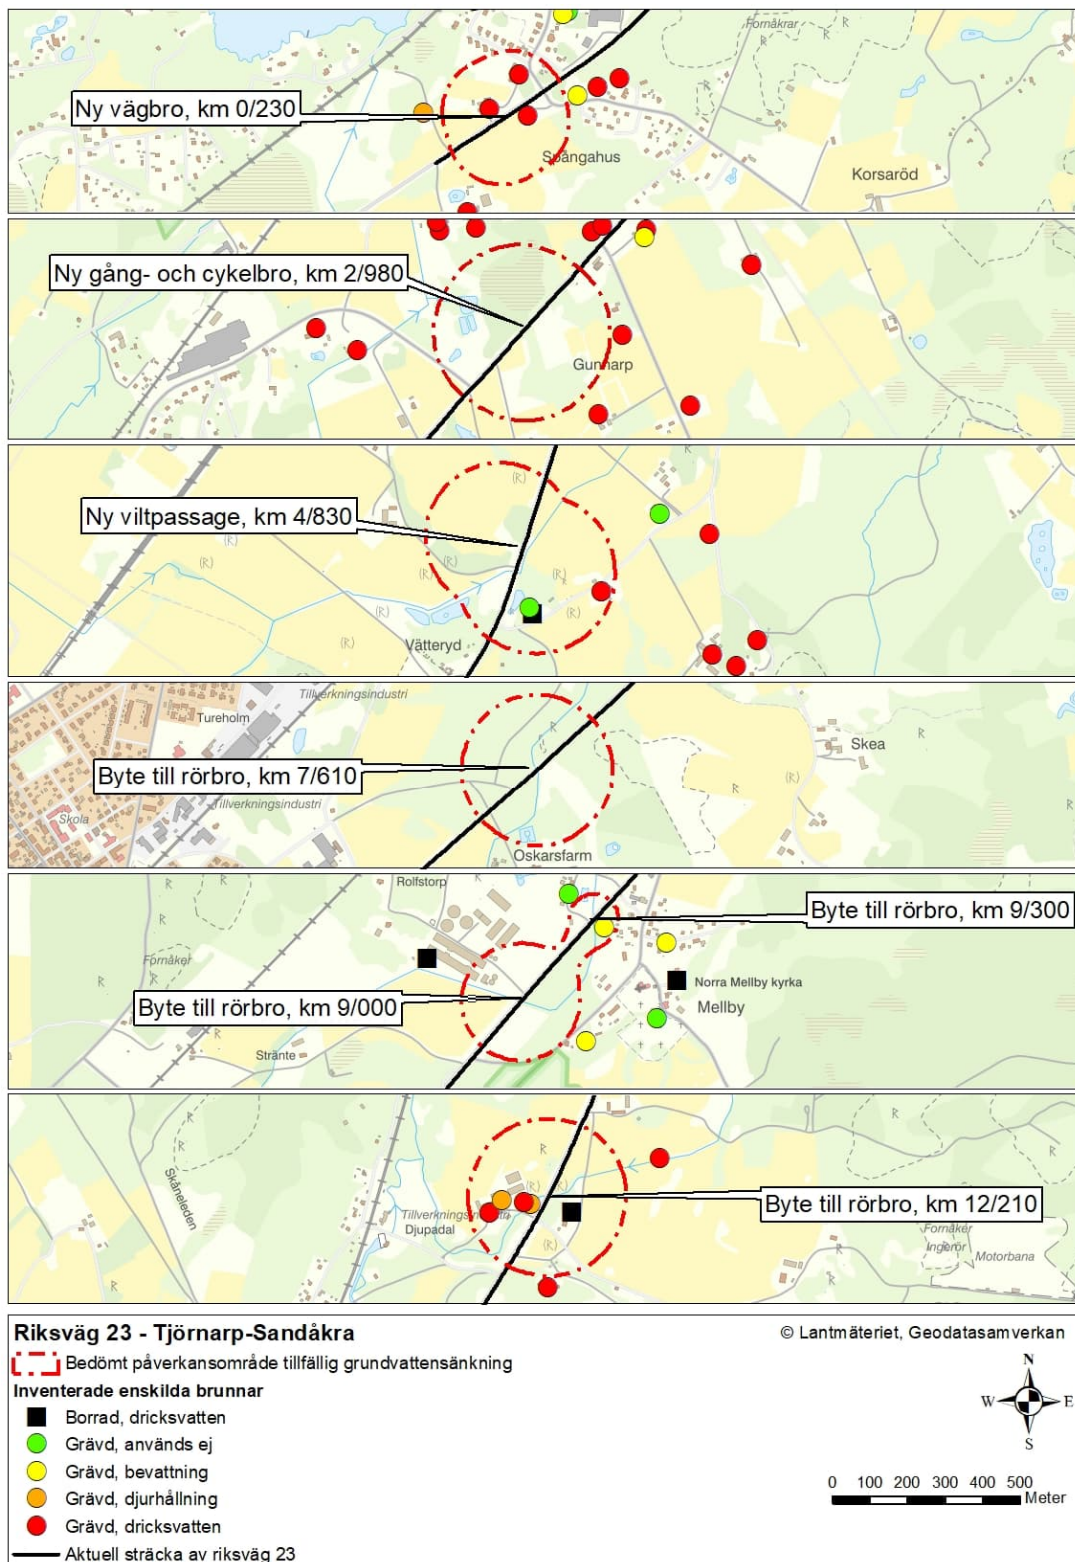 Fornåkrar
R
R
Ny vägbro, km 0/230
Spångahus
Korsaröd
Ny gång- och cykelbro, km 2/980
R
Gunnarp
(R)
(R)
Ny viltpassage, km 4/830
(R)
(R)
(R)
(R)
(R)
(R)
(R)
Vätteryd
(R)
Tillverkningsindustri
Tureholm
R
R
Skea
Byte till rörbro, km 7/610
(R)
Tillverkningsindustri
Skola
R
Oskarsfarm
Rolfstorp
R
R
R
R
Byte till rörbro, km 9/300
Fornåker
R
Norra Mellby kyrka
Byte till rörbro, km 9/000
Mellby
Stränte
R
R
R
R
R
R
Skåneleden
(R)
(R)
Byte till rörbro, km 12/210
Tillverkningsindustri
Djupadal
Fornåker
Ingeror
Motorbana
(R)
R
R
Riksväg 23 - Tjörnarp-Sandåkra
© Lantmäteriet, Geodatasamverkan
Bedömt påverkansområde tillfällig grundvattensänkning
Inventerade enskilda brunnar
Borrad, dricksvatten
Grävd, används ej
Grävd, bevattning
Grävd, djurhållning
Grävd, dricksvatten
Aktuell sträcka av riksväg 23
N
W E
S
0 100 200 300 400 500
Meter